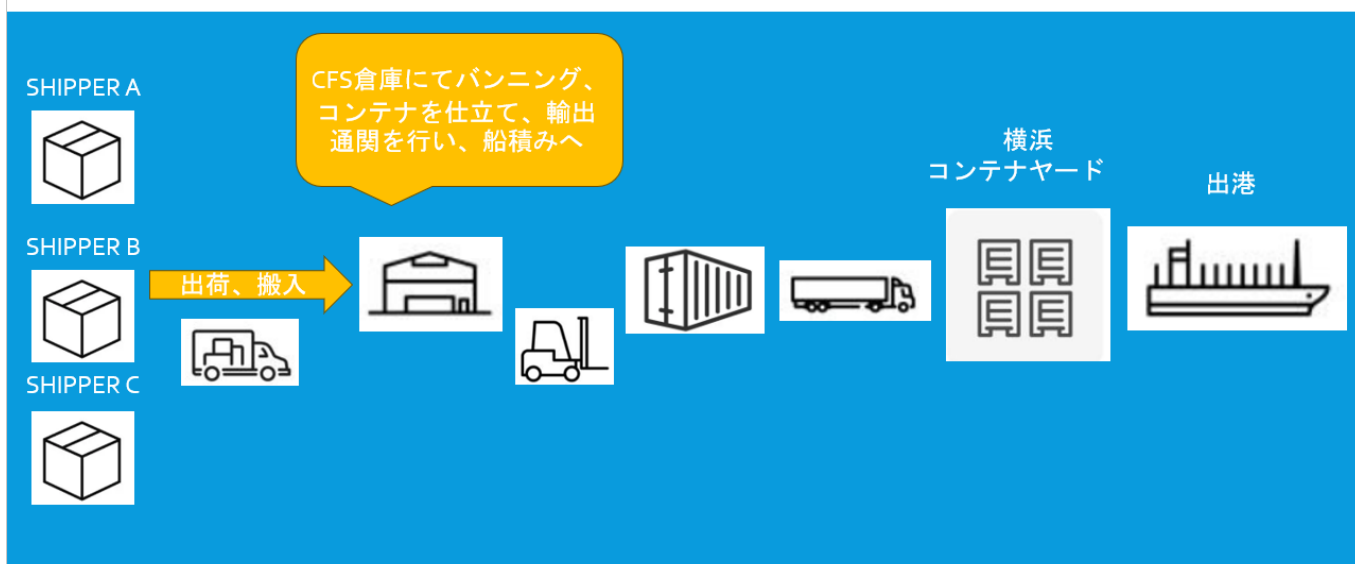 SHIPPER A
CFS倉庫にてバンニング、
コンテナを仕立て、輸出
通関を行い、船積みへ
横浜
コンテナヤード
出港
SHIPPER B
出荷、搬入
SHIPPER C